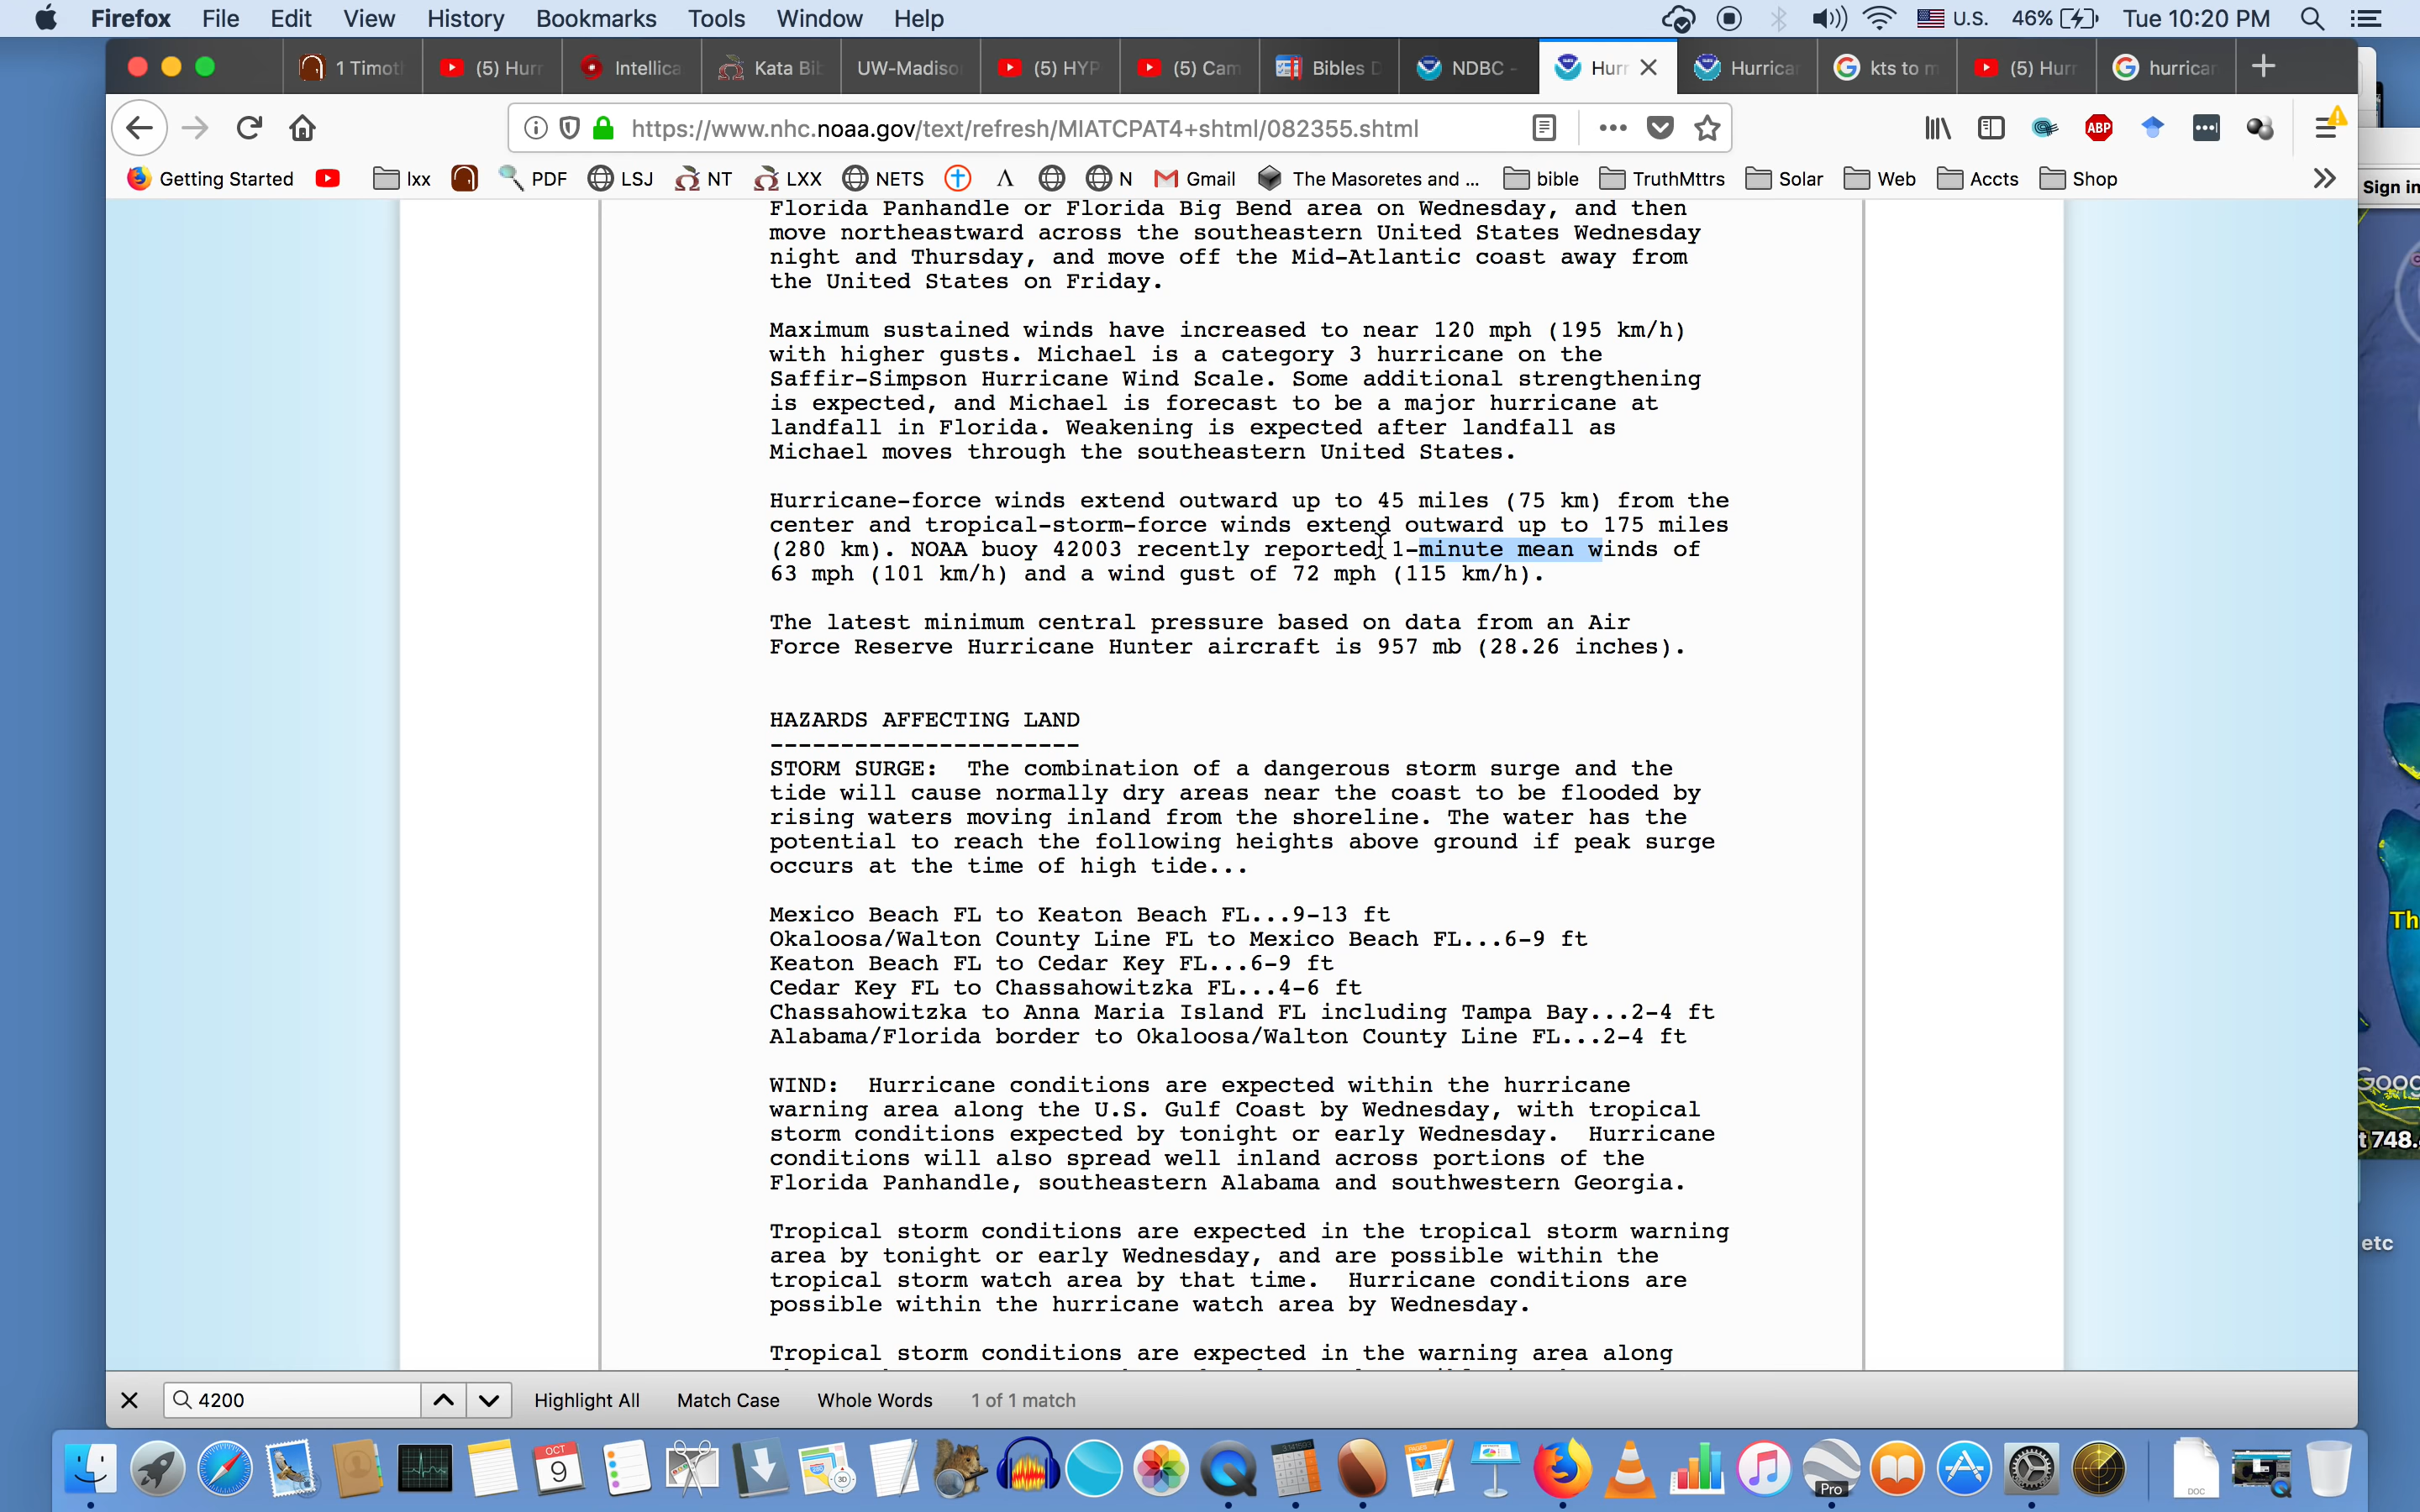 Firefox File Edit View History Bookmarks Tools Window Help U.S. 46% Tue 10:20 PM
1 Timot (5) Hurr Intellica Kata Bib UW-Madiso (5) HYP (5) Cam Bibles D NDBC - Hurr Hurrica kts to m (5) Hurr hurrica
https://www.nhc.noaa.gov/text/refresh/MIATCPAT4+shtml/082355.shtml ABP
Getting Started lxx PDF LSJ NT LXX NETS N Gmail The Masoretes and ... bible TruthMttrs Solar Web Accts Shop
Sign in
Florida Panhandle or Florida Big Bend area on Wednesday, and then
move northeastward across the southeastern United States Wednesday
night and Thursday, and move off the Mid-Atlantic coast away from
the United States on Friday.
Maximum sustained winds have increased to near 120 mph (195 km/h)
with higher gusts. Michael is a category 3 hurricane on the
Saffir-Simpson Hurricane Wind Scale. Some additional strengthening
is expected, and Michael is forecast to be a major hurricane at
landfall in Florida. Weakening is expected after landfall as
Michael moves through the southeastern United States.
Hurricane-force winds extend outward up to 45 miles (75 km) from the
center and tropical-storm-force winds extend outward up to 175 miles
(280 km). NOAA buoy 42003 recently reported 1-minute mean winds of
63 mph (101 km/h) and a wind gust of 72 mph (115 km/h).
The latest minimum central pressure based on data from an Air
Force Reserve Hurricane Hunter aircraft is 957 mb (28.26 inches).
HAZARDS AFFECTING LAND
----------------------
STORM SURGE: The combination of a dangerous storm surge and the
tide will cause normally dry areas near the coast to be flooded by
rising waters moving inland from the shoreline. The water has the
potential to reach the following heights above ground if peak surge
occurs at the time of high tide...
Mexico Beach FL to Keaton Beach FL...9-13 ft
Okaloosa/Walton County Line FL to Mexico Beach FL...6-9 ft
Keaton Beach FL to Cedar Key FL...6-9 ft
Cedar Key FL to Chassahowitzka FL...4-6 ft
Chassahowitzka to Anna Maria Island FL including Tampa Bay...2-4 ft
Alabama/Florida border to Okaloosa/Walton County Line FL...2-4 ft
WIND: Hurricane conditions are expected within the hurricane
warning area along the U.S. Gulf Coast by Wednesday, with tropical
storm conditions expected by tonight or early Wednesday. Hurricane
conditions will also spread well inland across portions of the
Florida Panhandle, southeastern Alabama and southwestern Georgia.
Tropical storm conditions are expected in the tropical storm warning
area by tonight or early Wednesday, and are possible within the
tropical storm watch area by that time. Hurricane conditions are
possible within the hurricane watch area by Wednesday.
Tropical storm conditions are expected in the warning area along
Th
Goog
t 748.
etc
4200 Highlight All Match Case Whole Words 1 of 1 match
OCT
9
3D
3.141593
PAGES
Pro
DOC